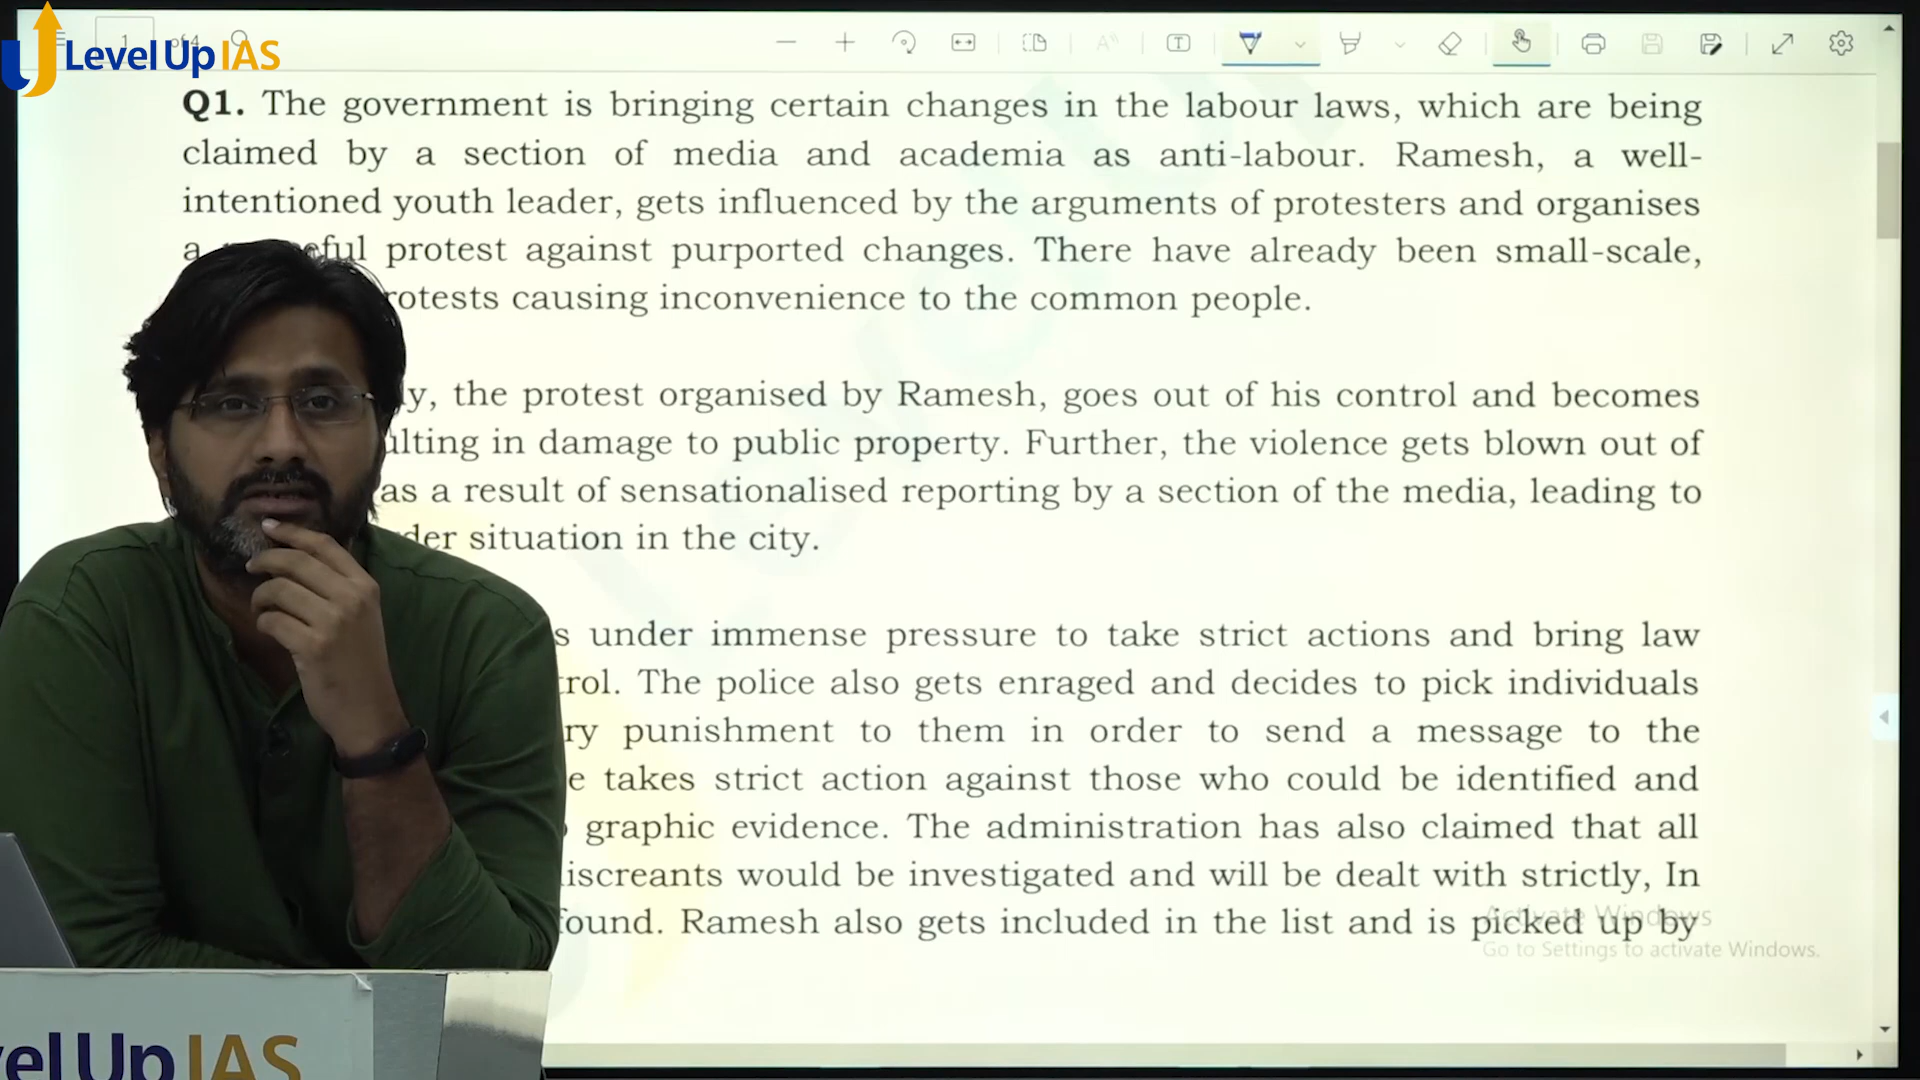 LevelUp IAS
1 of 4
Q1. The government is bringing certain changes in the labour laws, which are being
claimed by a section of media and academia as anti-labour. Ramesh, a well-
intentioned youth leader, gets influenced by the arguments of protesters and organises
a protest against purported changes. There have already been small-scale,
causing inconvenience to the common people.
the protest organised by Ramesh, goes out of his control and becomes
in damage to public property. Further, the violence gets blown out of
as a result of sensationalised reporting by a section of the media, leading to
situation in the city.
under immense pressure to take strict actions and bring law
The police also gets enraged and decides to pick individuals
punishment to them in order to send a message to the
takes strict action against those who could be identified and
graphic evidence. The administration has also claimed that all
would be investigated and will be dealt with strictly, In
found. Ramesh also gets included in the list and is picked up by
Activate Windows
Go to Settings to activate Windows.
IAS